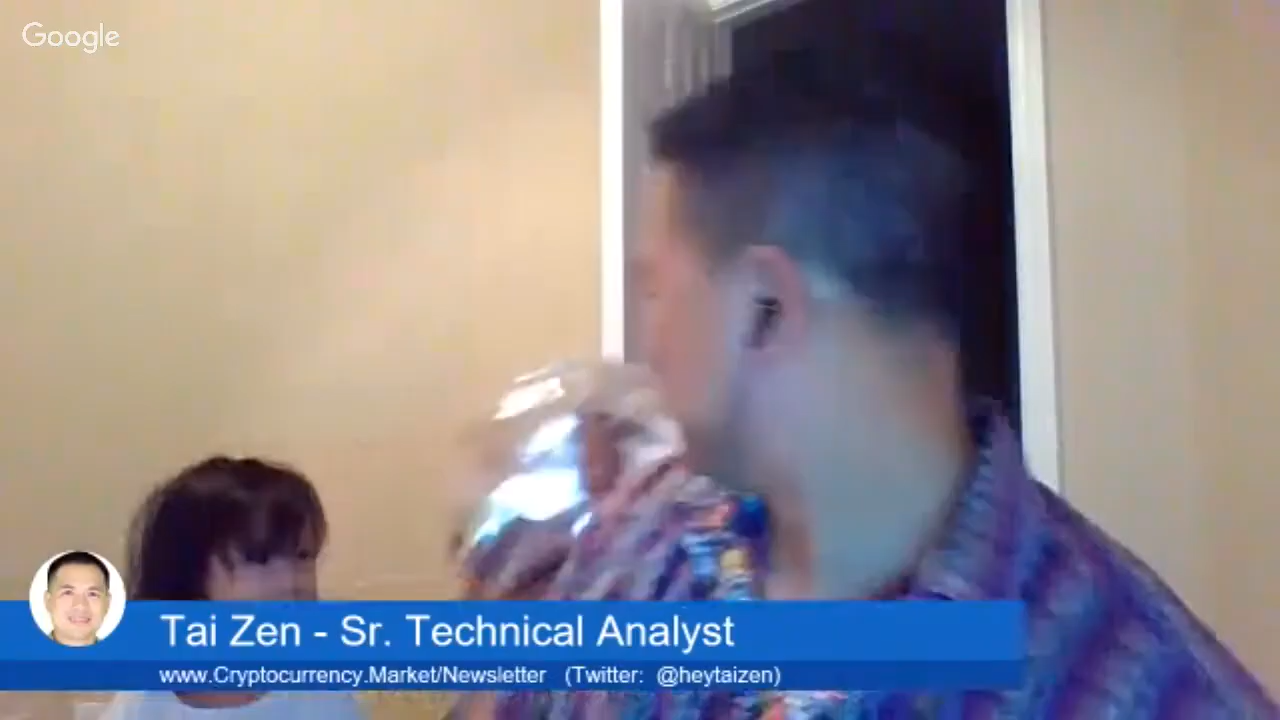 Google
Tai Zen - Sr. Technical Analyst
www.Cryptocurrency.Market/Newsletter (Twitter: @heytaizen)